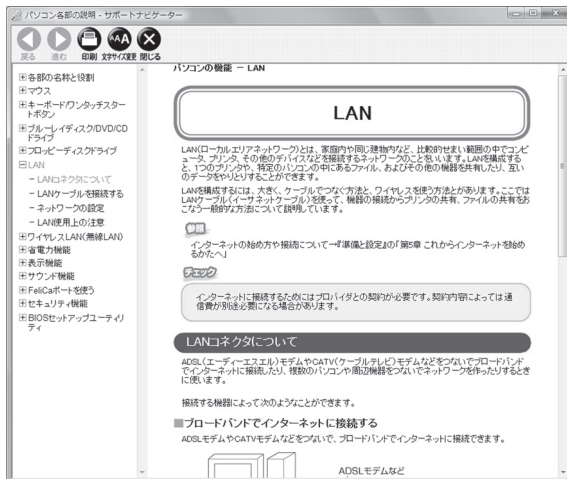 パソコン各部の説明 - サポートナビゲーター
戻る 進む 印刷 文字サイズ変更 閉じる
各部の名称と役割
マウス
キーボード/ワンタッチスタートボタン
ブルーレイディスク/DVD/CDドライブ
フロッピーディスクドライブ
LAN
- LANコネクタについて
- LANケーブルを接続する
- ネットワークの設定
- LAN使用上の注意
ワイヤレスLAN(無線LAN)
省電力機能
表示機能
サウンド機能
FeliCaポートを使う
セキュリティ機能
BIOSセットアップユーティリティ
パソコンの機能 - LAN
LAN
LAN(ローカルエリアネットワーク)とは、家庭内や同じ建物内など、比較的せまい範囲の中でコンピ
ュータ、プリンタ、その他のデバイスなどを接続するネットワークのことをいいます。LANを構成する
と、1つのプリンタや、特定のパソコンの中にあるファイル、およびその他の機器を共有したり、互い
のデータをやりとりすることができます。
LANを構成するには、大きく、ケーブルでつなぐ方法と、ワイヤレスを使う方法とがあります。ここでは
LANケーブル(イーサネットケーブル)を使って、機器の接続からプリンタの共有、ファイルの共有をお
こなう一般的な方法について説明しています。
参照
インターネットの始め方や接続について→『準備と設定』の「第5章 これからインターネットを始め
るかたへ」
チェック
インターネットに接続するためにはプロバイダとの契約が必要です。契約内容によっては通
信費が別途必要になる場合があります。
LANコネクタについて
ADSL(エーディーエスエル)モデムやCATV(ケーブルテレビ)モデムなどをつないでブロードバンド
でインターネットに接続したり、複数のパソコンや周辺機器をつないでネットワークを作ったりするとき
に使います。
接続する機器によって次のようなことができます。
■ブロードバンドでインターネットに接続する
ADSLモデムやCATVモデムなどをつないで、ブロードバンドでインターネットに接続できます。
ADSLモデムなど